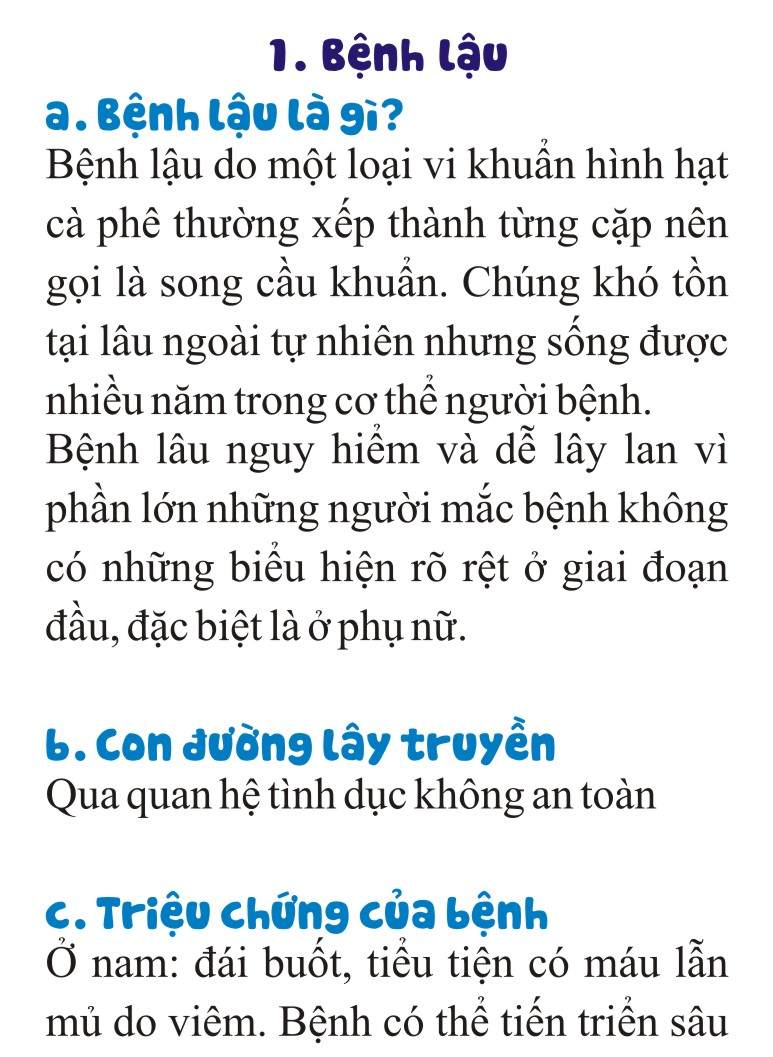 1. Bệnh lậu
a. Bệnh lậu là gì?
Bệnh lậu do một loại vi khuẩn hình hạt
cà phê thường xếp thành từng cặp nên
gọi là song cầu khuẩn. Chúng khó tồn
tại lâu ngoài tự nhiên nhưng sống được
nhiều năm trong cơ thể người bệnh.
Bệnh lâu nguy hiểm và dễ lây lan vì
phần lớn những người mắc bệnh không
có những biểu hiện rõ rệt ở giai đoạn
đầu, đặc biệt là ở phụ nữ.
b. Con đường lây truyền
Qua quan hệ tình dục không an toàn
c. Triệu chứng của bệnh
Ở nam: đái buốt, tiểu tiện có máu lẫn
mủ do viêm. Bệnh có thể tiến triển sâu